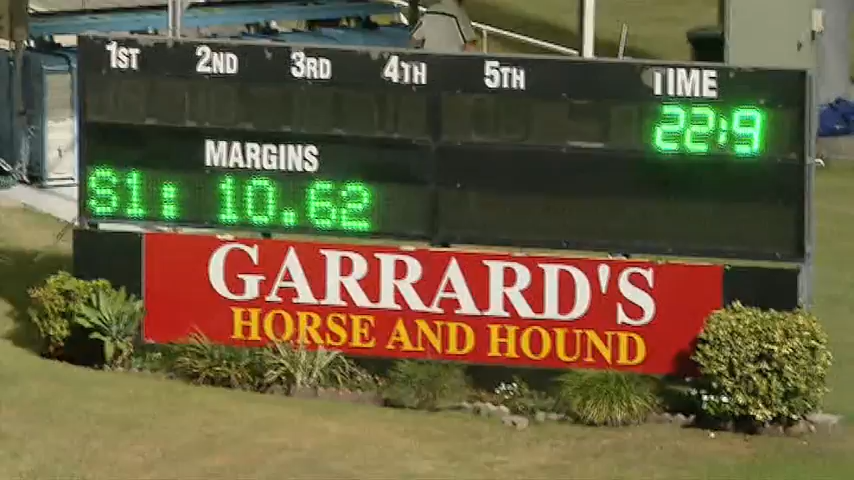 1ST 2ND 3RD 4TH 5TH TIME
22:9
MARGINS
S1: 10.62
GARRARD'S
HORSE AND HOUND